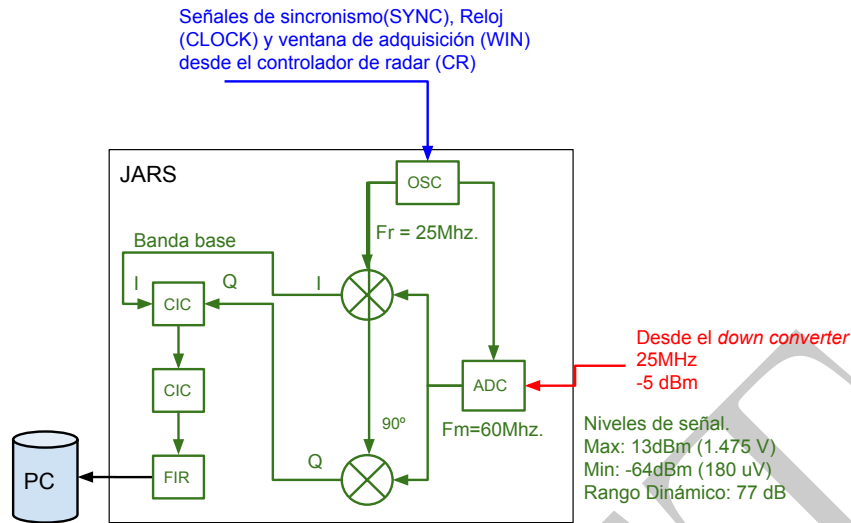 Señales de sincronismo(SYNC), Reloj
(CLOCK) y ventana de adquisición (WIN)
desde el controlador de radar (CR)
JARS
OSC
Fr = 25Mhz.
Banda base
I
Q
I
CIC
CIC
FIR
PC
90º
Q
ADC
Fm=60Mhz.
Desde el down converter
25MHz
-5 dBm
Niveles de señal.
Max: 13dBm (1.475 V)
Min: -64dBm (180 uV)
Rango Dinámico: 77 dB